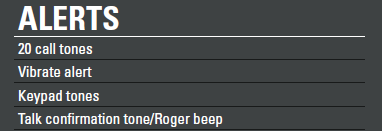 ALERTS
20 call tones
Vibrate alert
Keypad tones
Talk confirmation tone/Roger beep